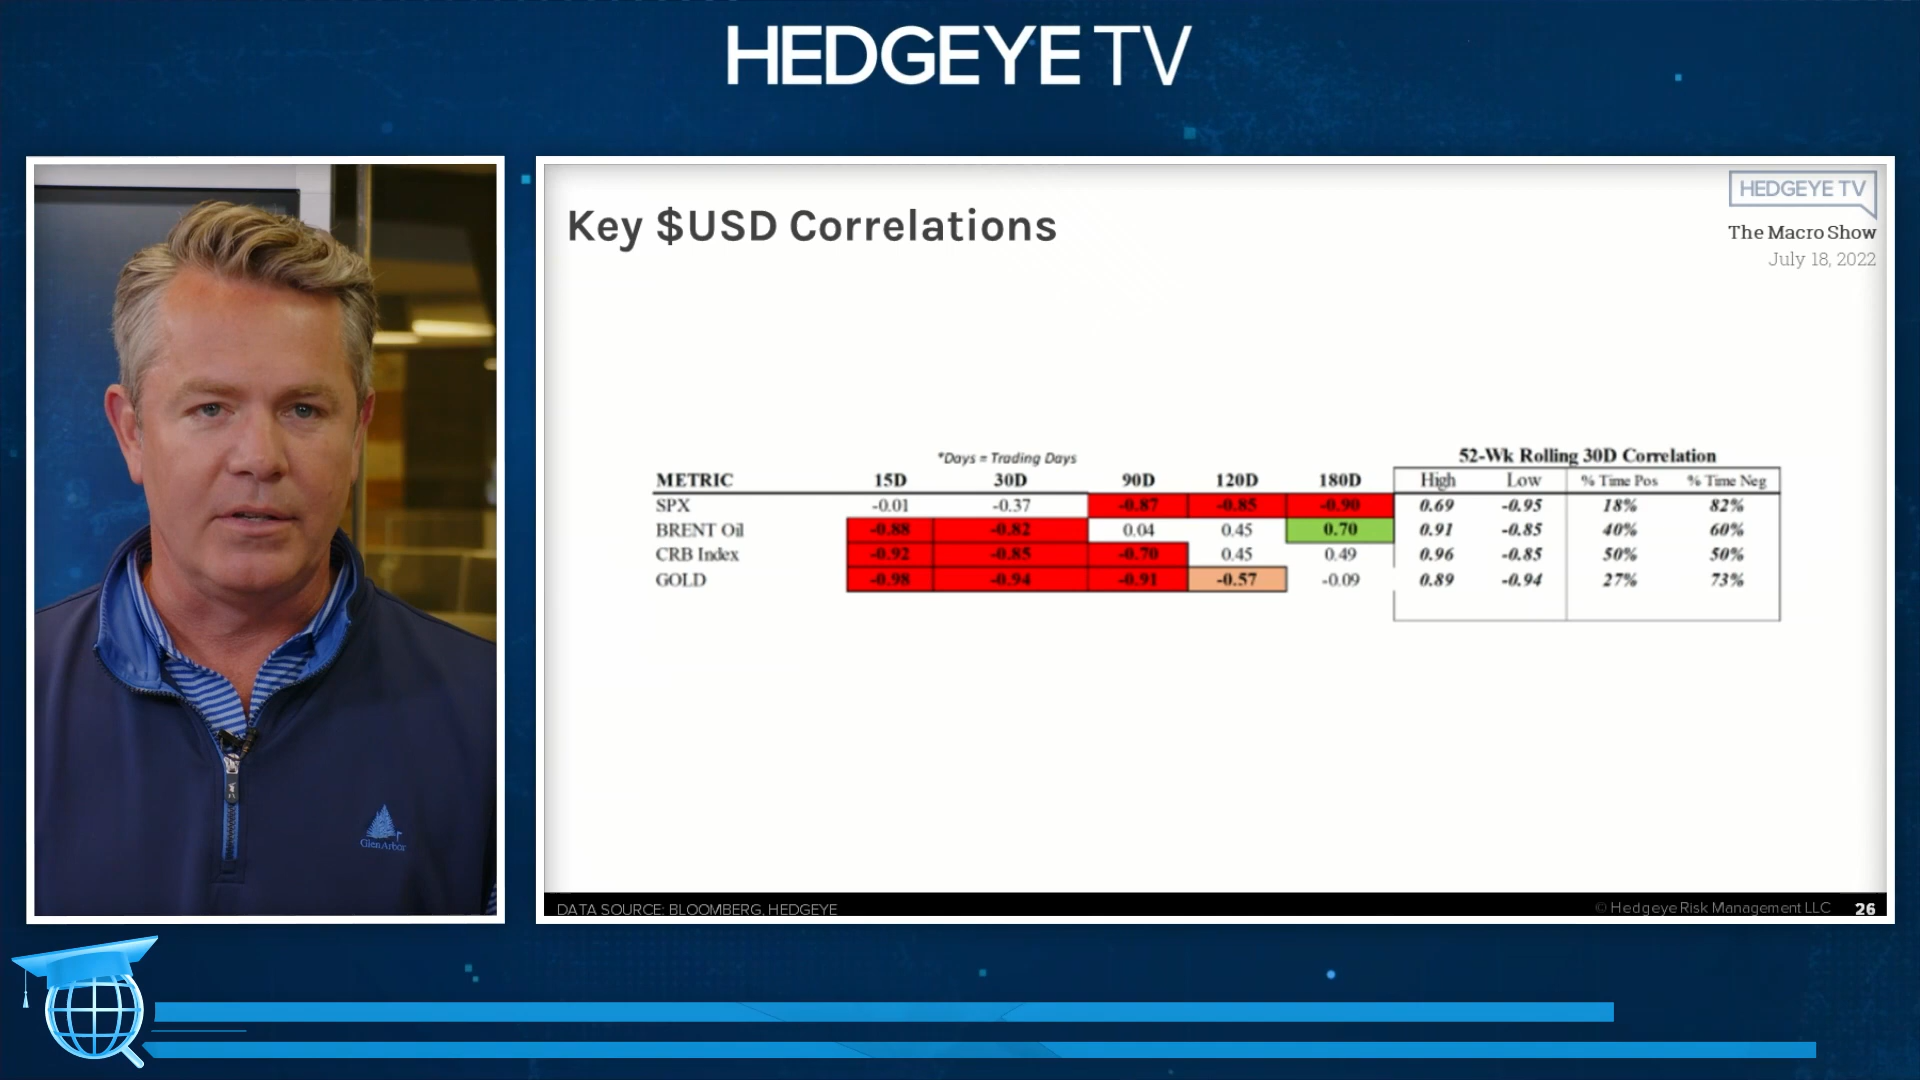 HEDGEYE TV
HEDGEYE TV
Key $USD Correlations
The Macro Show
July 18, 2022
*Days = Trading Days
52-Wk Rolling 30D Correlation
METRIC 15D 30D 90D 120D 180D High Low % Time Pos % Time Neg
SPX -0.01 -0.37 -0.87 -0.85 -0.90 0.69 -0.95 18% 82%
BRENT Oil -0.88 -0.82 0.04 0.45 0.70 0.91 -0.85 40% 60%
CRB Index -0.92 -0.85 -0.70 0.45 0.49 0.96 -0.85 50% 50%
GOLD -0.98 -0.94 -0.91 -0.57 -0.09 0.89 -0.94 27% 73%
Glen Arbor
DATA SOURCE: BLOOMBERG, HEDGEYE
© Hedgeye Risk Management LLC 26